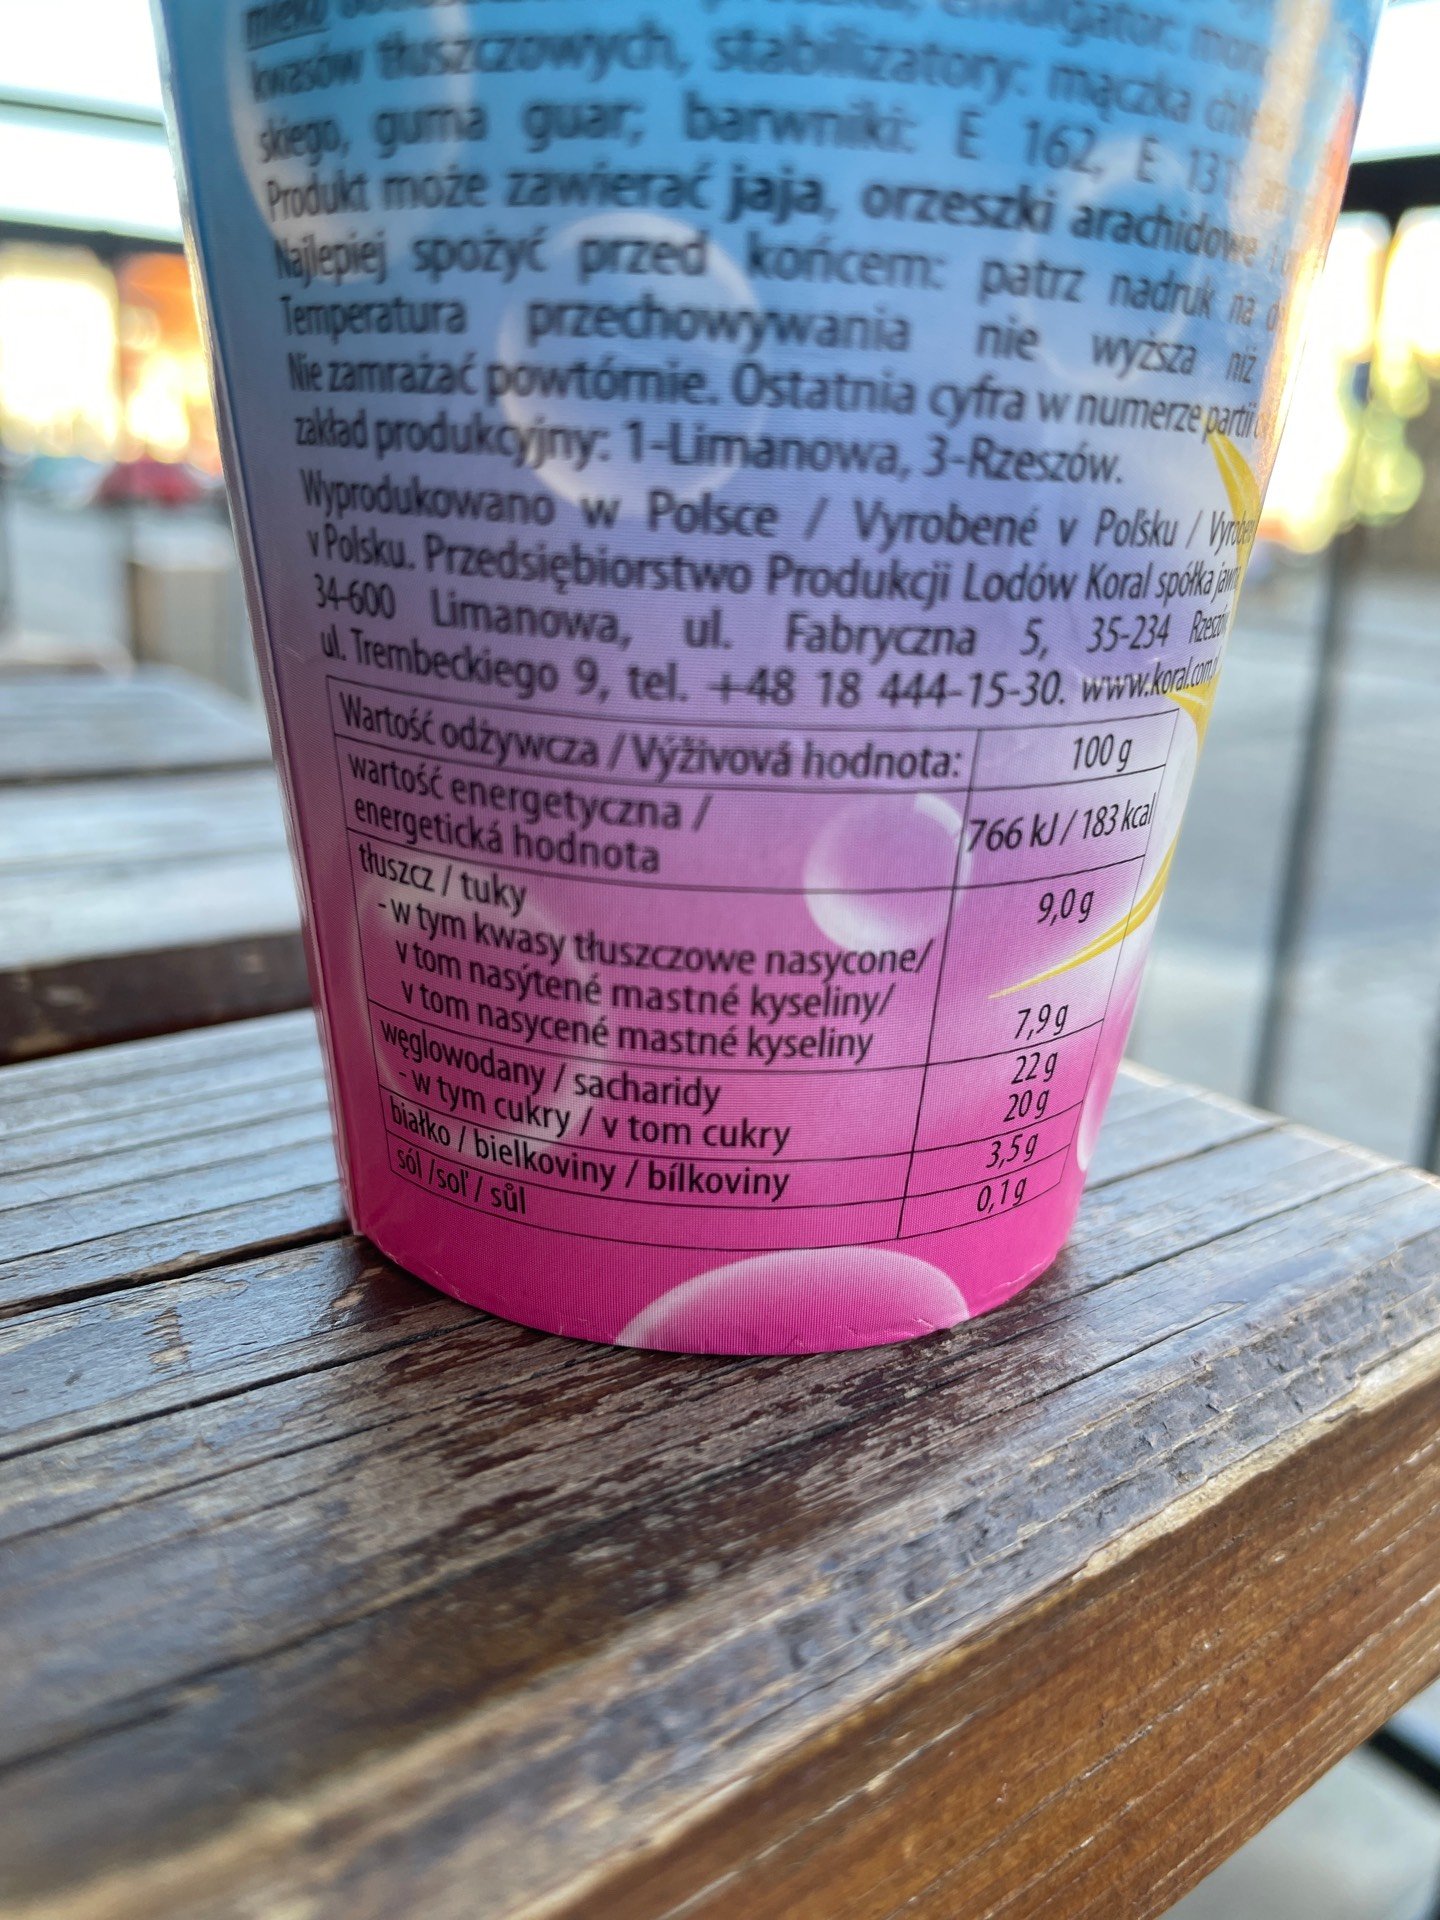 kwasów tłuszczowych, stabilizatory: mączka
skiego, guma guar, barwniki: E 162, E 131
Produkt może zawierać jaja, orzeszki arachidowe
Najlepiej spożyć przed końcem: patrz nadruk na
Temperatura przechowywania nie wyższa niż
Nie zamrażać powtórnie. Ostatnia cyfra w numerze partii
zakład produkcyjny: 1-Limanowa, 3-Rzeszów.
Wyprodukowano w Polsce / Vyrobené v Poľsku /
v Polsku. Przedsiębiorstwo Produkcji Lodów Koral spółka
34-600 Limanowa, ul. Fabryczna 5, 35-234
ul. Trembeckiego 9, tel. +48 18 444-15-30. www.koral.com
Wartość odżywcza / Výživová hodnota: 100 g
wartość energetyczna /
energetická hodnota 766 kJ / 183 kcal
tłuszcz / tuky 9,0 g
- w tym kwasy tłuszczowe nasycone/
v tom nasýtené mastné kyseliny/
v tom nasycené mastné kyseliny 7,9 g
węglowodany / sacharidy 22 g
- w tym cukry / v tom cukry 20 g
białko / bielkoviny / bílkoviny 3,5 g
sól /soľ / sůl 0,1 g